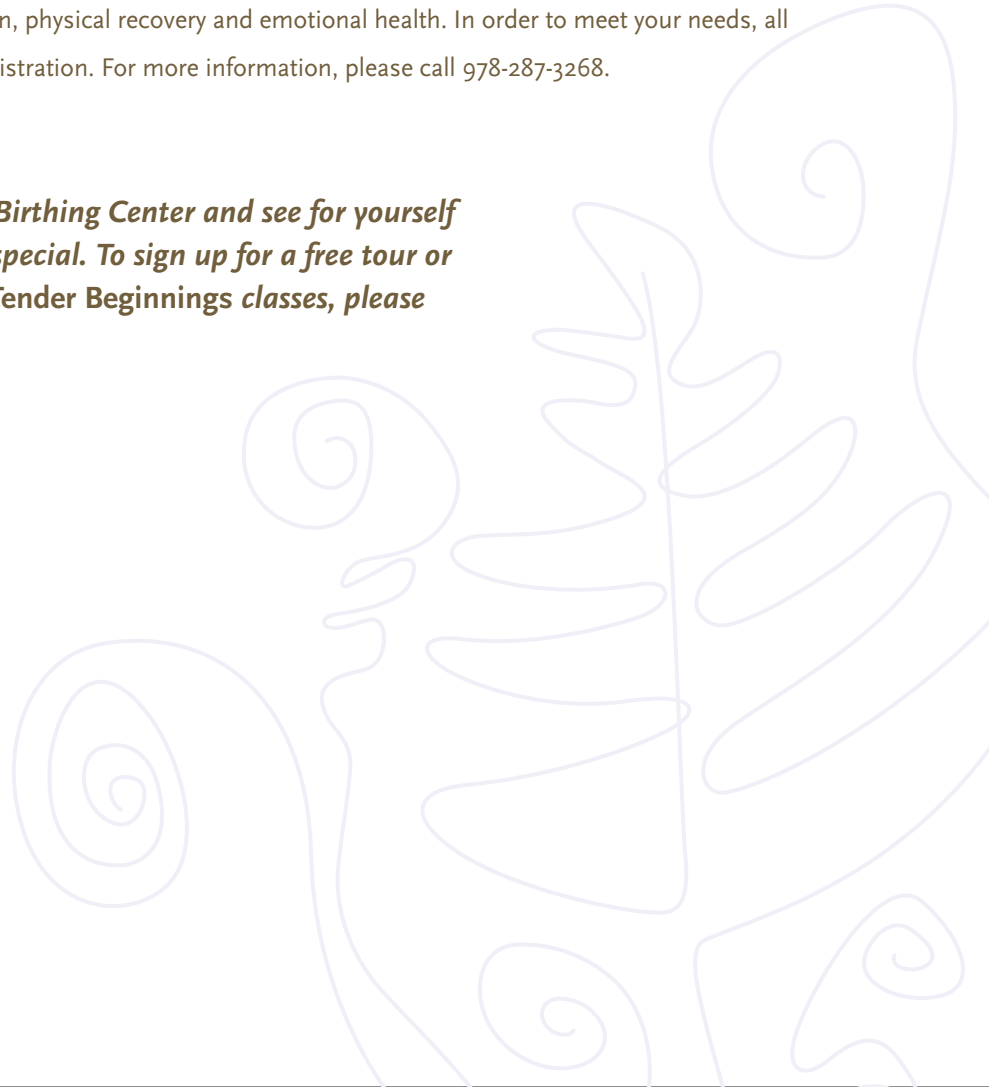 n, physical recovery and emotional health. In order to meet your needs, all
istration. For more information, please call 978-287-3268.
Birthing Center and see for yourself
special. To sign up for a free tour or
Tender Beginnings classes, please